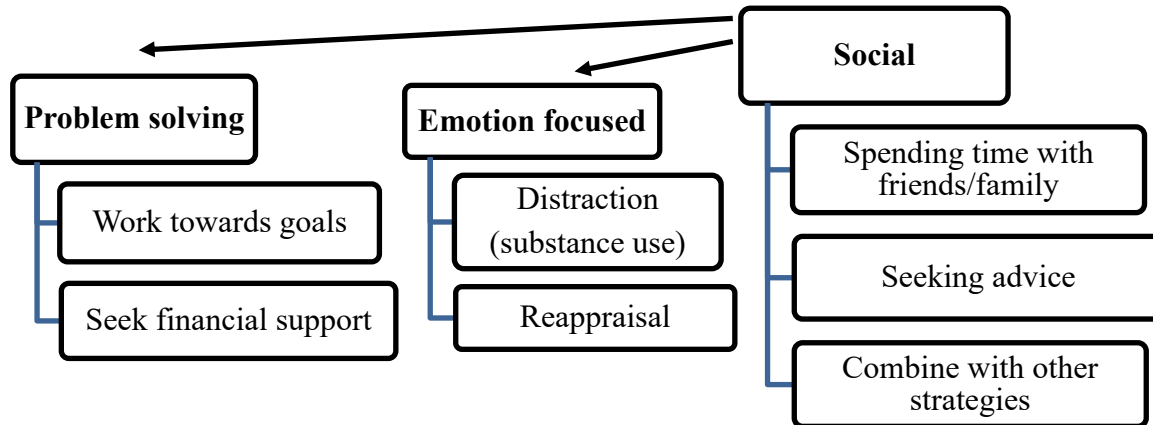 Problem solving
Work towards goals
Seek financial support
Emotion focused
Distraction
(substance use)
Reappraisal
Social
Spending time with
friends/family
Seeking advice
Combine with other
strategies